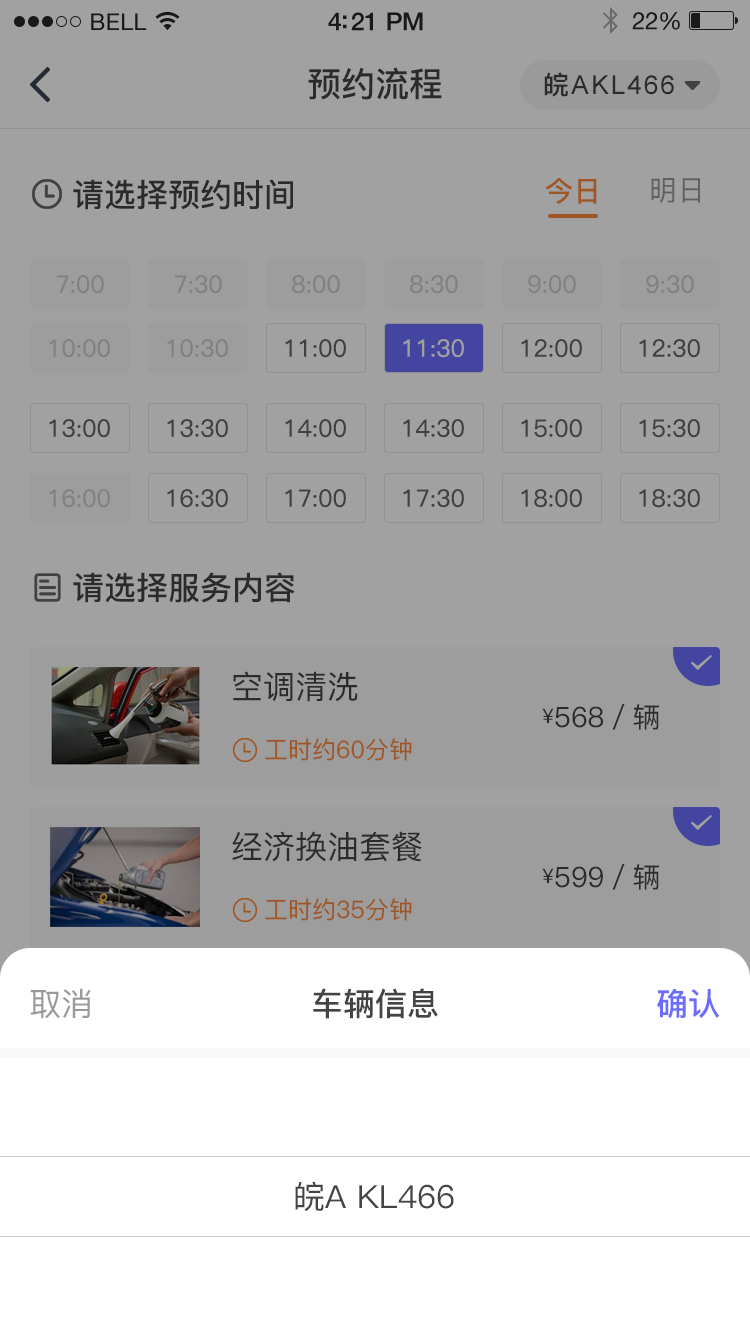 BELL 4:21 PM 22%
预约流程 皖AKL466
请选择预约时间 今日 明日
7:00 7:30 8:00 8:30 9:00 9:30
10:00 10:30 11:00 11:30 12:00 12:30
13:00 13:30 14:00 14:30 15:00 15:30
16:00 16:30 17:00 17:30 18:00 18:30
请选择服务内容
空调清洗
¥568 / 辆
工时约60分钟
经济换油套餐
¥599 / 辆
工时约35分钟
取消 车辆信息 确认
皖A KL466